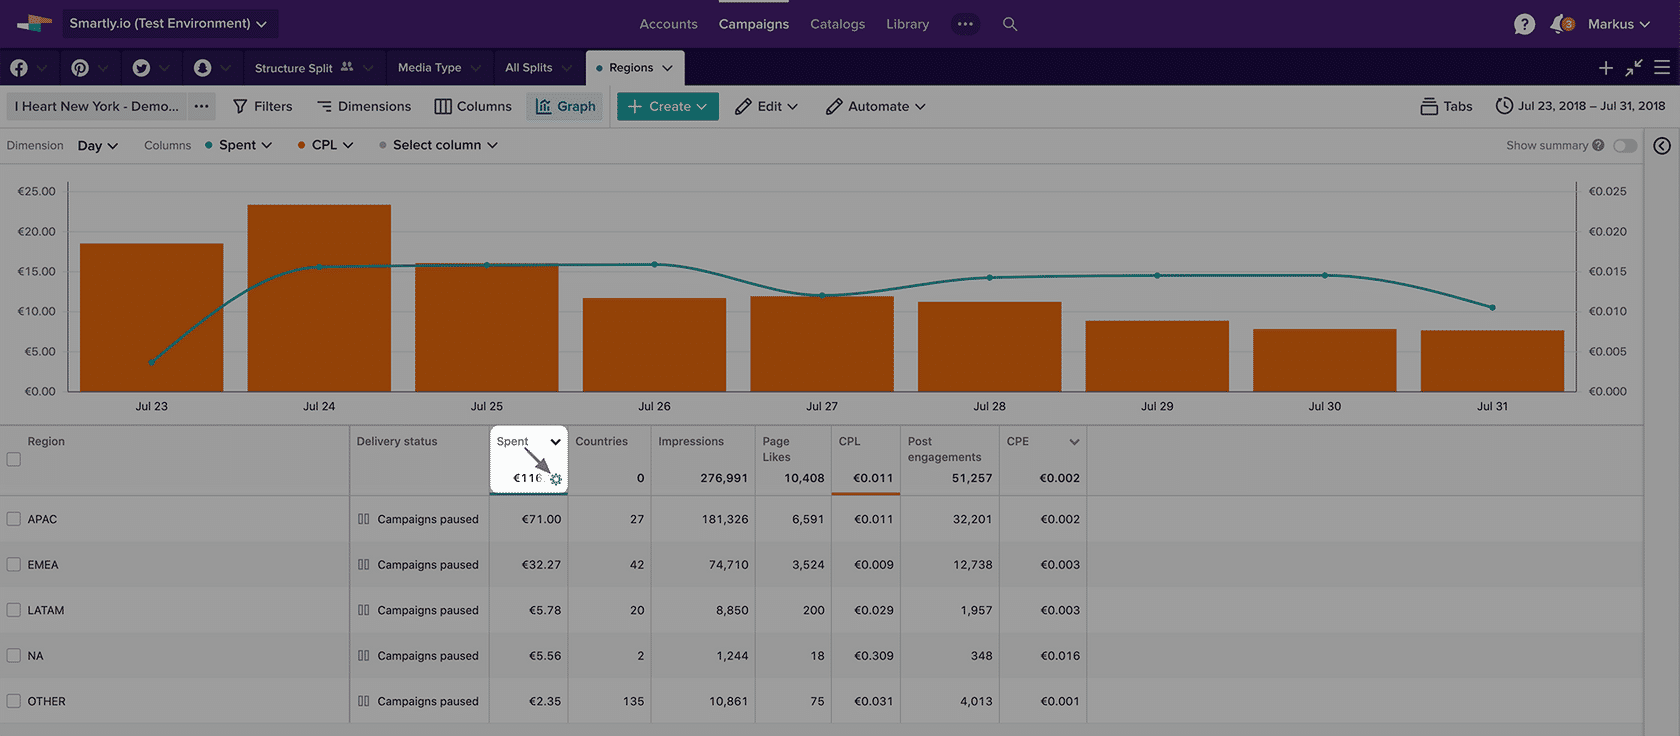 Smartly.io (Test Environment) Accounts Campaigns Catalogs Library ••• ? 3 Markus
Structure Split Media Type All Splits Regions
I Heart New York - Demo... ••• Filters Dimensions Columns Graph + Create Edit Automate Tabs Jul 23, 2018 – Jul 31, 2018
Dimension Day Columns Spent CPL Select column Show summary ?
€25.00 €0.025
€20.00 €0.020
€15.00 €0.015
€10.00 €0.010
€5.00 €0.005
€0.00 €0.000
Jul 23 Jul 24 Jul 25 Jul 26 Jul 27 Jul 28 Jul 29 Jul 30 Jul 31
Region Delivery status Spent Countries Impressions Page CPL Post CPE
Likes engagements
€116. 0 276,991 10,408 €0.011 51,257 €0.002
APAC Campaigns paused €71.00 27 181,326 6,591 €0.011 32,201 €0.002
EMEA Campaigns paused €32.27 42 74,710 3,524 €0.009 12,738 €0.003
LATAM Campaigns paused €5.78 20 8,850 200 €0.029 1,957 €0.003
NA Campaigns paused €5.56 2 1,244 18 €0.309 348 €0.016
OTHER Campaigns paused €2.35 135 10,861 75 €0.031 4,013 €0.001